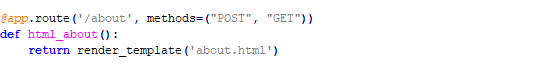 @app.route('/about', methods=("POST", "GET"))
def html_about():
    return render_template('about.html')